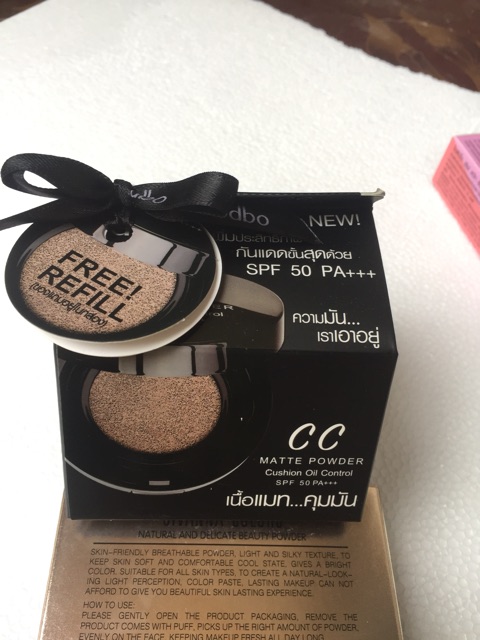 odbo
odbo
NEW!
กันแดดขั้นสุดด้วย
SPF 50 PA+++
FREE!
REFILL
ความมัน...
เราเอาอยู่
CC
MATTE POWDER
Cushion Oil Control
SPF 50 PA+++
เนื้อแมท...คุมมัน
NATURAL AND DELICATE BEAUTY POWDER
SKIN-FRIENDLY BREATHABLE POWDER, LIGHT AND SILKY TEXTURE, TO
KEEP SKIN SOFT AND COMFORTABLE COOL STATE, GIVES A BRIGHT
COLOR, SUITABLE FOR ALL SKIN TYPES, TO CREATE A NATURAL-LOOK-
ING LIGHT PERCEPTION, COLOR PASTE, LASTING MAKEUP CAN NOT
AFFORD TO GIVE YOU BEAUTIFUL SKIN LASTING EXPERIENCE.
HOW TO USE:
PLEASE GENTLY OPEN THE PRODUCT PACKAGING, REMOVE THE
PRODUCT COMES WITH PUFF, PICKS UP THE RIGHT AMOUNT OF POWDER,
EVENLY ON THE FACE, KEEPING MAKEUP FRESH ALL DAY LONG